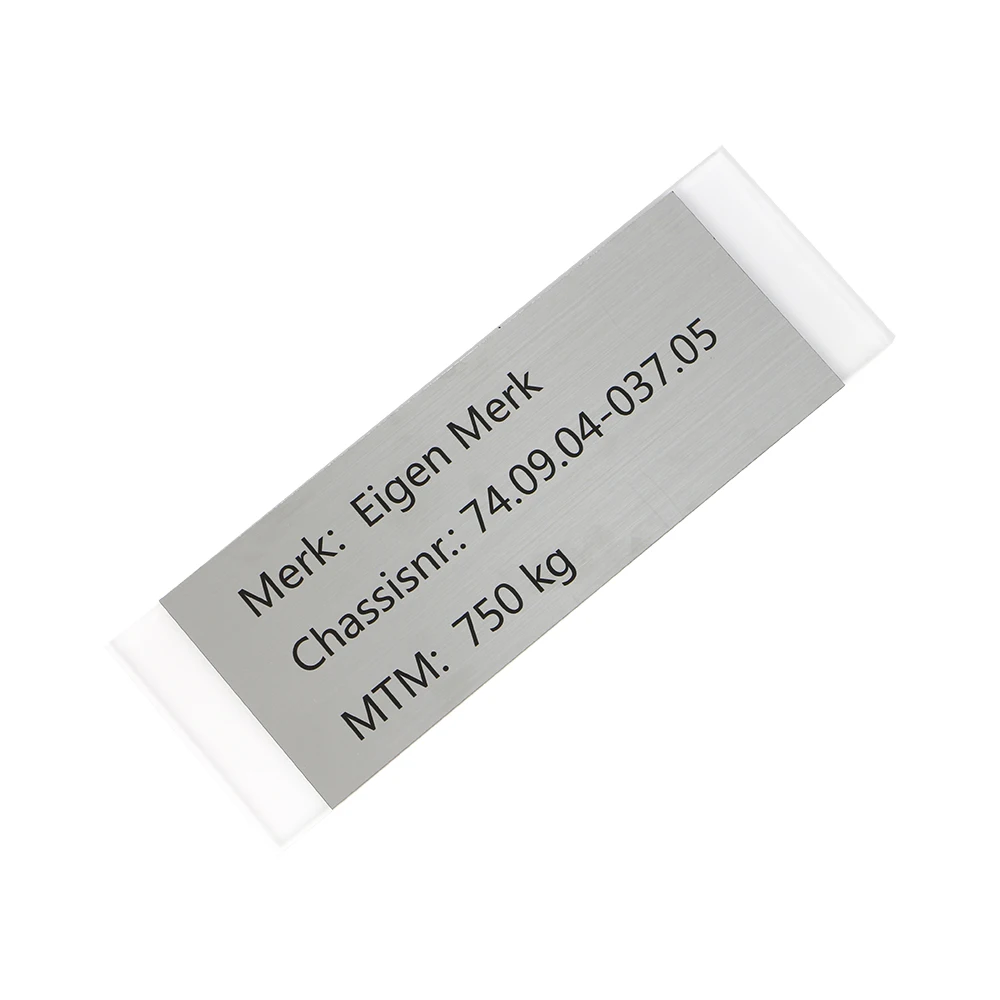 Merk: Eigen Merk
Chassisnr.: 74.09.04-037.05
MTM: 750 kg